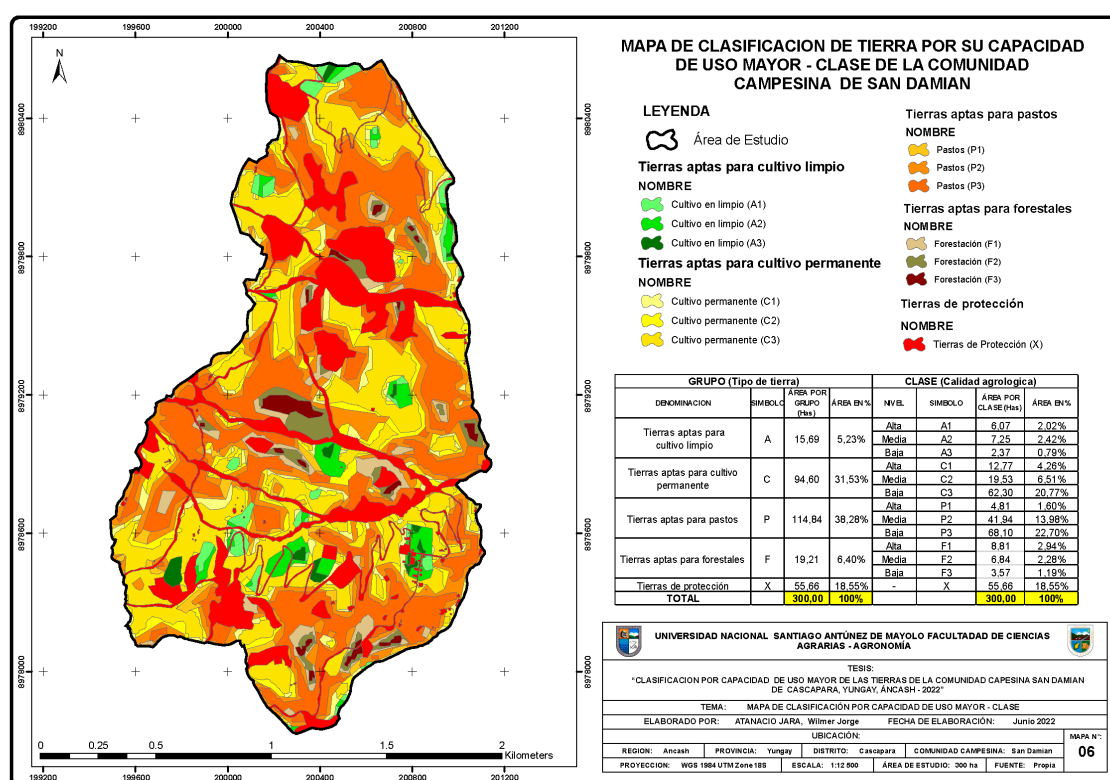 199200 199600 200000 200400 200800 201200
N
8980400 8980400
8979800 8979800
8979200 8979200
8978600 8978600
8978000 8978000
0 0.25 0.5 1 1.5 2
Kilometers
199200 199600 200000 200400 200800 201200
MAPA DE CLASIFICACION DE TIERRA POR SU CAPACIDAD
DE USO MAYOR - CLASE DE LA COMUNIDAD
CAMPESINA DE SAN DAMIAN
LEYENDA
Área de Estudio
Tierras aptas para cultivo limpio
NOMBRE
Cultivo en limpio (A1)
Cultivo en limpio (A2)
Cultivo en limpio (A3)
Tierras aptas para cultivo permanente
NOMBRE
Cultivo permanente (C1)
Cultivo permanente (C2)
Cultivo permanente (C3)
Tierras aptas para pastos
NOMBRE
Pastos (P1)
Pastos (P2)
Pastos (P3)
Tierras aptas para forestales
NOMBRE
Forestación (F1)
Forestación (F2)
Forestación (F3)
Tierras de protección
NOMBRE
Tierras de Protección (X)
GRUPO (Tipo de tierra) CLASE (Calidad agrologica)
DENOMINACION SIMBOLO ÁREA POR GRUPO (Has) ÁREA EN% NIVEL SIMBOLO ÁREA POR CLASE (Has) ÁREA EN%
Tierras aptas para cultivo limpio A 15,69 5,23% Alta A1 6,07 2,02%
Media A2 7,25 2,42%
Baja A3 2,37 0,79%
Tierras aptas para cultivo permanente C 94,60 31,53% Alta C1 12,77 4,26%
Media C2 19,53 6,51%
Baja C3 62,30 20,77%
Tierras aptas para pastos P 114,84 38,28% Alta P1 4,81 1,60%
Media P2 41,94 13,98%
Baja P3 68,10 22,70%
Tierras aptas para forestales F 19,21 6,40% Alta F1 8,81 2,94%
Media F2 6,84 2,28%
Baja F3 3,57 1,19%
Tierras de protección X 55,66 18,55% - X 55,66 18,55%
TOTAL 300,00 100% 300,00 100%
UNIVERSIDAD NACIONAL SANTIAGO ANTÚNEZ DE MAYOLO FACULTADAD DE CIENCIAS
AGRARIAS - AGRONOMÍA
TESIS:
"CLASIFICACION POR CAPACIDAD DE USO MAYOR DE LAS TIERRAS DE LA COMUNIDAD CAPESINA SAN DAMIAN
DE CASCAPARA, YUNGAY, ÁNCASH - 2022"
TEMA: MAPA DE CLASIFICACIÓN POR CAPACIDAD DE USO MAYOR - CLASE
ELABORADO POR: ATANACIO JARA, Wilmer Jorge FECHA DE ELABORACIÓN: Junio 2022
UBICACIÓN:
REGION: Ancash PROVINCIA: Yungay DISTRITO: Cascapara COMUNIDAD CAMPESINA: San Damian
PROYECCION: WGS 1984 UTM Zone 18S ESCALA: 1:12 500 ÁREA DE ESTUDIO: 300 ha FUENTE: Propia
MAPA N°:
06